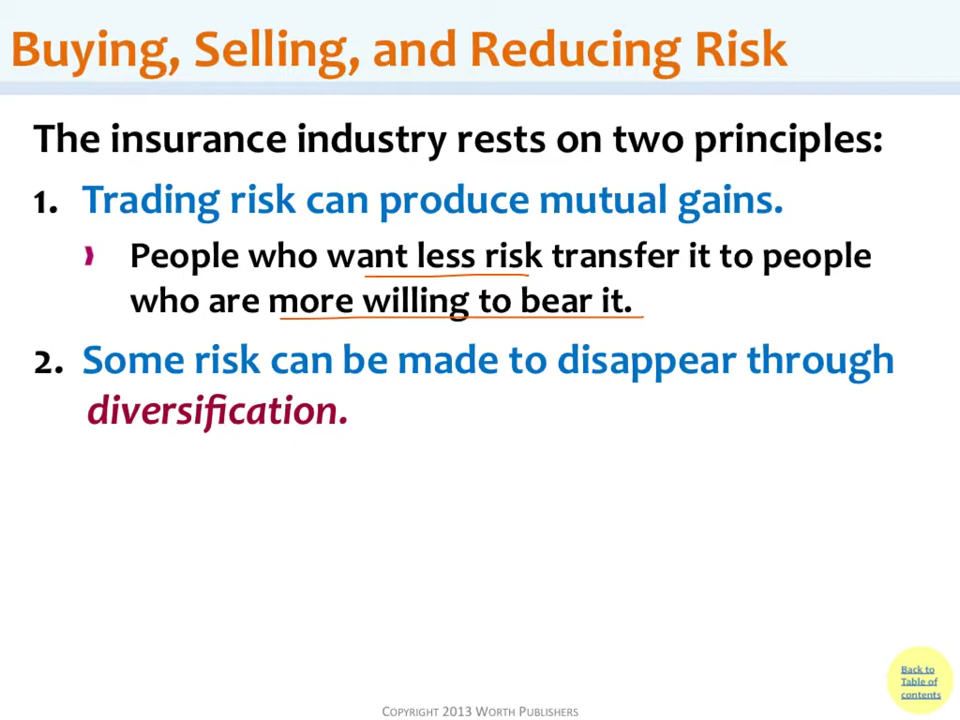 Buying, Selling, and Reducing Risk
The insurance industry rests on two principles:
1. Trading risk can produce mutual gains.
People who want less risk transfer it to people
who are more willing to bear it.
2. Some risk can be made to disappear through
diversification.
Back to
Table of
contents
COPYRIGHT 2013 WORTH PUBLISHERS